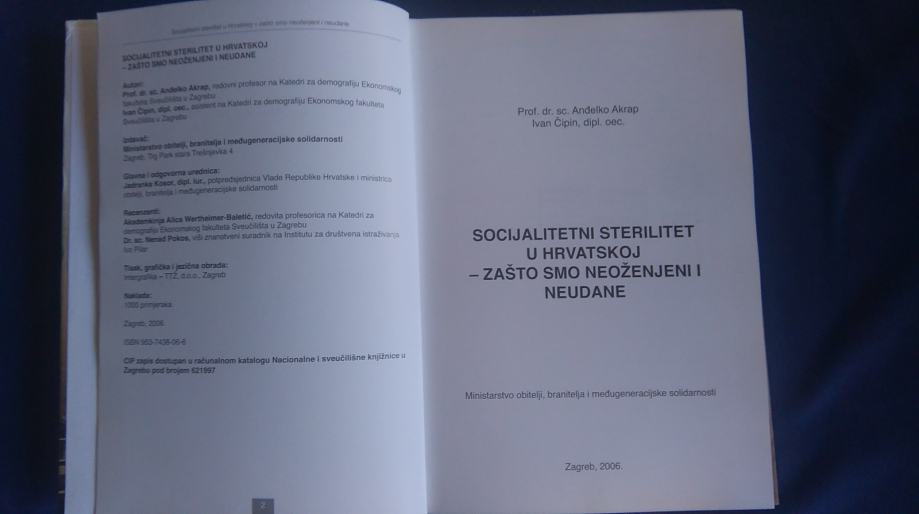 Socijalitetni sterilitet u Hrvatskoj – zašto smo neoženjeni i neudane
SOCIJALITETNI STERILITET U HRVATSKOJ
– ZAŠTO SMO NEOŽENJENI I NEUDANE
Autori:
Prof. dr. sc. Anđelko Akrap, redovni profesor na Katedri za demografiju Ekonomskog
fakulteta Sveučilišta u Zagrebu
Ivan Čipin, dipl. oec., asistent na Katedri za demografiju Ekonomskog fakulteta
Sveučilišta u Zagrebu
Izdavač:
Ministarstvo obitelji, branitelja i međugeneracijske solidarnosti
Zagreb, Trg Park stara Trešnjevka 4
Glavna i odgovorna urednica:
Jadranka Kosor, dipl. iur., potpredsjednica Vlade Republike Hrvatske i ministrica
obitelji, branitelja i međugeneracijske solidarnosti
Recenzenti:
Akademkinja Alica Wertheimer-Baletić, redovita profesorica na Katedri za
demografiju Ekonomskog fakulteta Sveučilišta u Zagrebu
Dr. sc. Nenad Pokos, viši znanstveni suradnik na Institutu za društvena istraživanja
Ivo Pilar
Tisak, grafička i jezična obrada:
Intergrafika – TTŽ, d.o.o., Zagreb
Naklada:
1000 primjeraka
Zagreb, 2006.
ISBN 953-7438-06-6
CIP zapis dostupan u računalnom katalogu Nacionalne i sveučilišne knjižnice u
Zagrebu pod brojem 621997
2
Prof. dr. sc. Anđelko Akrap
Ivan Čipin, dipl. oec.
SOCIJALITETNI STERILITET
U HRVATSKOJ
– ZAŠTO SMO NEOŽENJENI I
NEUDANE
Ministarstvo obitelji, branitelja i međugeneracijske solidarnosti
Zagreb, 2006.